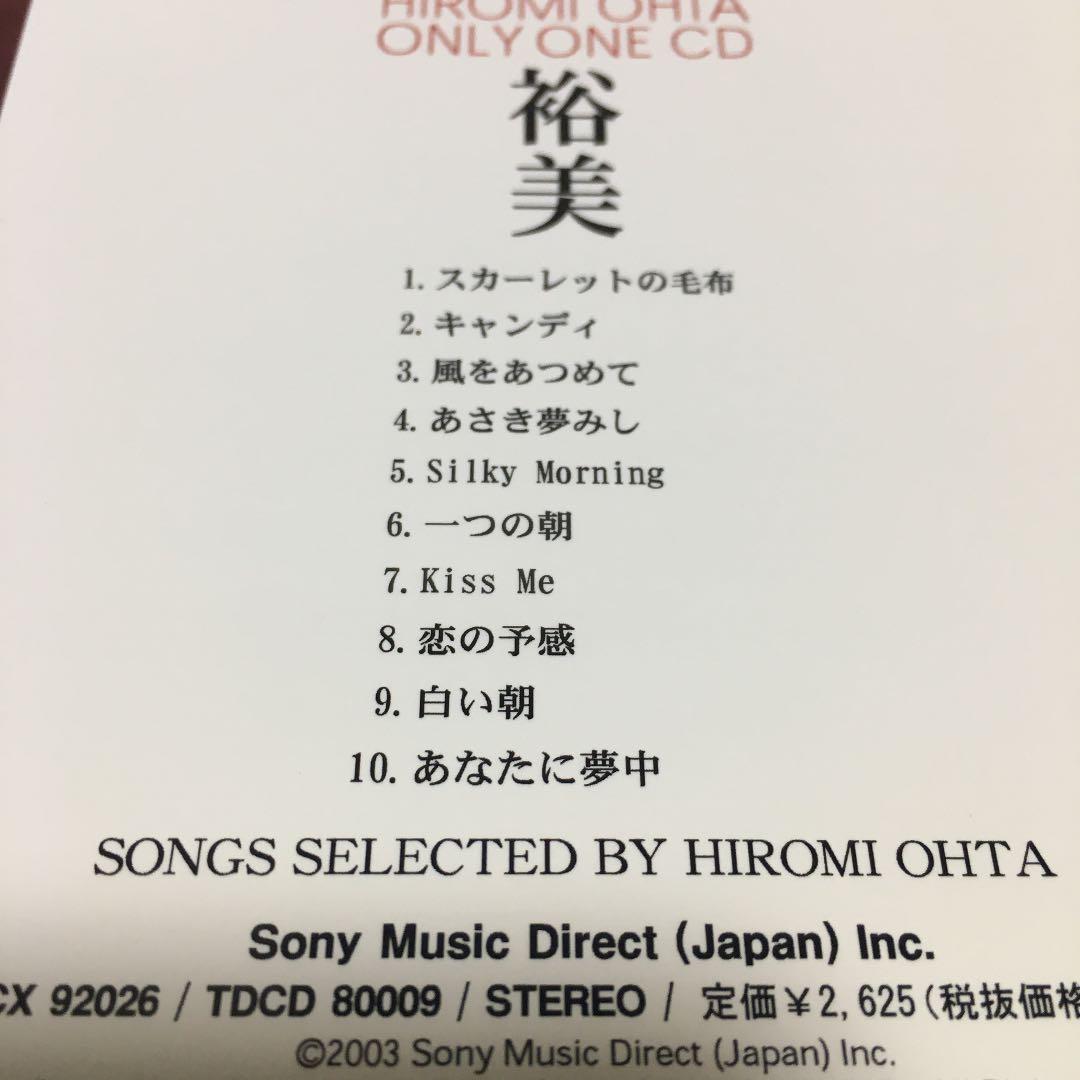 HIROMI OHTA
ONLY ONE CD
裕美
1. スカーレットの毛布
2. キャンディ
3. 風をあつめて
4. あさき夢みし
5. Silky Morning
6. 一つの朝
7. Kiss Me
8. 恋の予感
9. 白い朝
10. あなたに夢中
SONGS SELECTED BY HIROMI OHTA
Sony Music Direct (Japan) Inc.
CX 92026 / TDCD 80009 / STEREO / 定価¥2,625(税抜価格
©2003 Sony Music Direct (Japan) Inc.